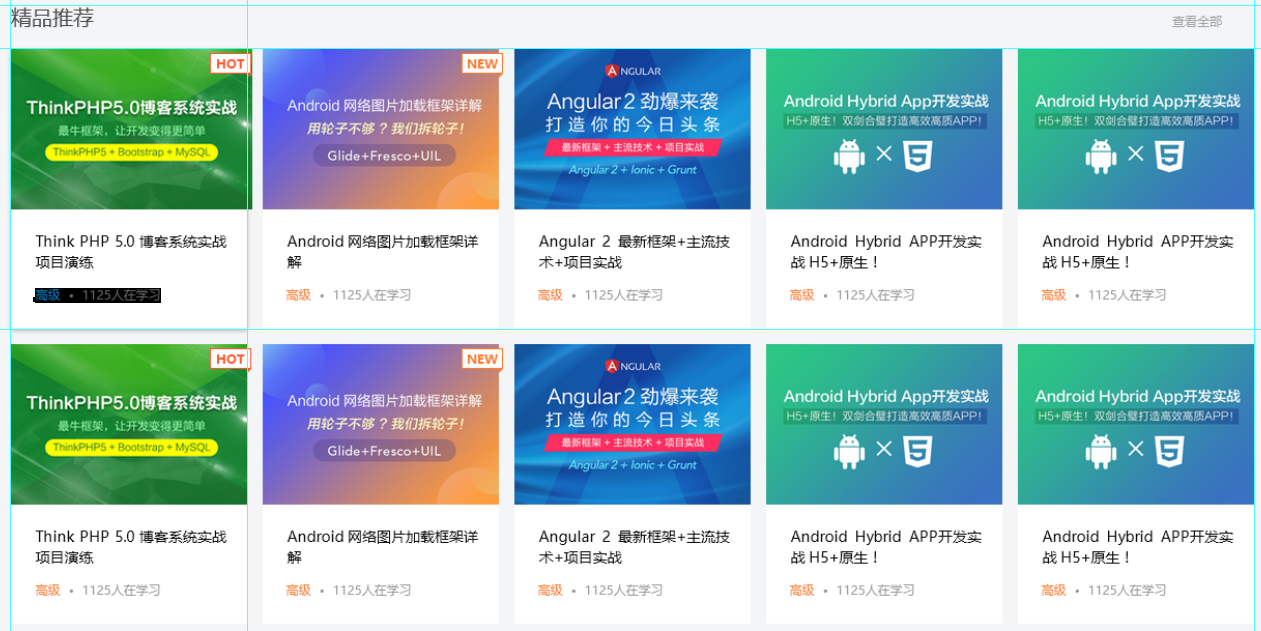 精品推荐
查看全部
HOT
ThinkPHP5.0博客系统实战
最牛框架，让开发变得更简单
ThinkPHP5 + Bootstrap + MySQL
Think PHP 5.0 博客系统实战
项目演练
高级 • 1125人在学习
NEW
Android 网络图片加载框架详解
用轮子不够？我们拆轮子！
Glide+Fresco+UIL
Android 网络图片加载框架详
解
高级 • 1125人在学习
ANGULAR
Angular 2 劲爆来袭
打造你的今日头条
最新框架 + 主流技术 + 项目实战
Angular 2 + Ionic + Grunt
Angular 2 最新框架+主流技
术+项目实战
高级 • 1125人在学习
Android Hybrid App开发实战
H5+原生！双剑合璧打造高效高质APP！
5
Android Hybrid APP开发实
战 H5+原生！
高级 • 1125人在学习
Android Hybrid App开发实战
H5+原生！双剑合璧打造高效高质APP！
5
Android Hybrid APP开发实
战 H5+原生！
高级 • 1125人在学习
HOT
ThinkPHP5.0博客系统实战
最牛框架，让开发变得更简单
ThinkPHP5 + Bootstrap + MySQL
Think PHP 5.0 博客系统实战
项目演练
高级 • 1125人在学习
NEW
Android 网络图片加载框架详解
用轮子不够？我们拆轮子！
Glide+Fresco+UIL
Android 网络图片加载框架详
解
高级 • 1125人在学习
ANGULAR
Angular 2 劲爆来袭
打造你的今日头条
最新框架 + 主流技术 + 项目实战
Angular 2 + Ionic + Grunt
Angular 2 最新框架+主流技
术+项目实战
高级 • 1125人在学习
Android Hybrid App开发实战
H5+原生！双剑合璧打造高效高质APP！
5
Android Hybrid APP开发实
战 H5+原生！
高级 • 1125人在学习
Android Hybrid App开发实战
H5+原生！双剑合璧打造高效高质APP！
5
Android Hybrid APP开发实
战 H5+原生！
高级 • 1125人在学习